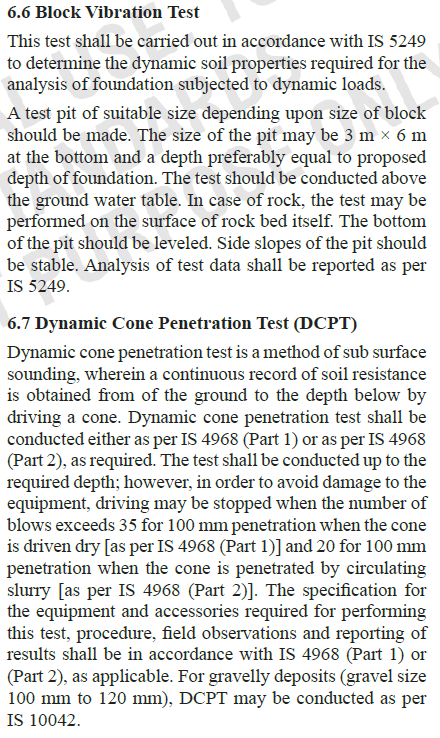 6.6 Block Vibration Test
This test shall be carried out in accordance with IS 5249
to determine the dynamic soil properties required for the
analysis of foundation subjected to dynamic loads.
A test pit of suitable size depending upon size of block
should be made. The size of the pit may be 3 m × 6 m
at the bottom and a depth preferably equal to proposed
depth of foundation. The test should be conducted above
the ground water table. In case of rock, the test may be
performed on the surface of rock bed itself. The bottom
of the pit should be leveled. Side slopes of the pit should
be stable. Analysis of test data shall be reported as per
IS 5249.
6.7 Dynamic Cone Penetration Test (DCPT)
Dynamic cone penetration test is a method of sub surface
sounding, wherein a continuous record of soil resistance
is obtained from of the ground to the depth below by
driving a cone. Dynamic cone penetration test shall be
conducted either as per IS 4968 (Part 1) or as per IS 4968
(Part 2), as required. The test shall be conducted up to the
required depth; however, in order to avoid damage to the
equipment, driving may be stopped when the number of
blows exceeds 35 for 100 mm penetration when the cone
is driven dry [as per IS 4968 (Part 1)] and 20 for 100 mm
penetration when the cone is penetrated by circulating
slurry [as per IS 4968 (Part 2)]. The specification for
the equipment and accessories required for performing
this test, procedure, field observations and reporting of
results shall be in accordance with IS 4968 (Part 1) or
(Part 2), as applicable. For gravelly deposits (gravel size
100 mm to 120 mm), DCPT may be conducted as per
IS 10042.